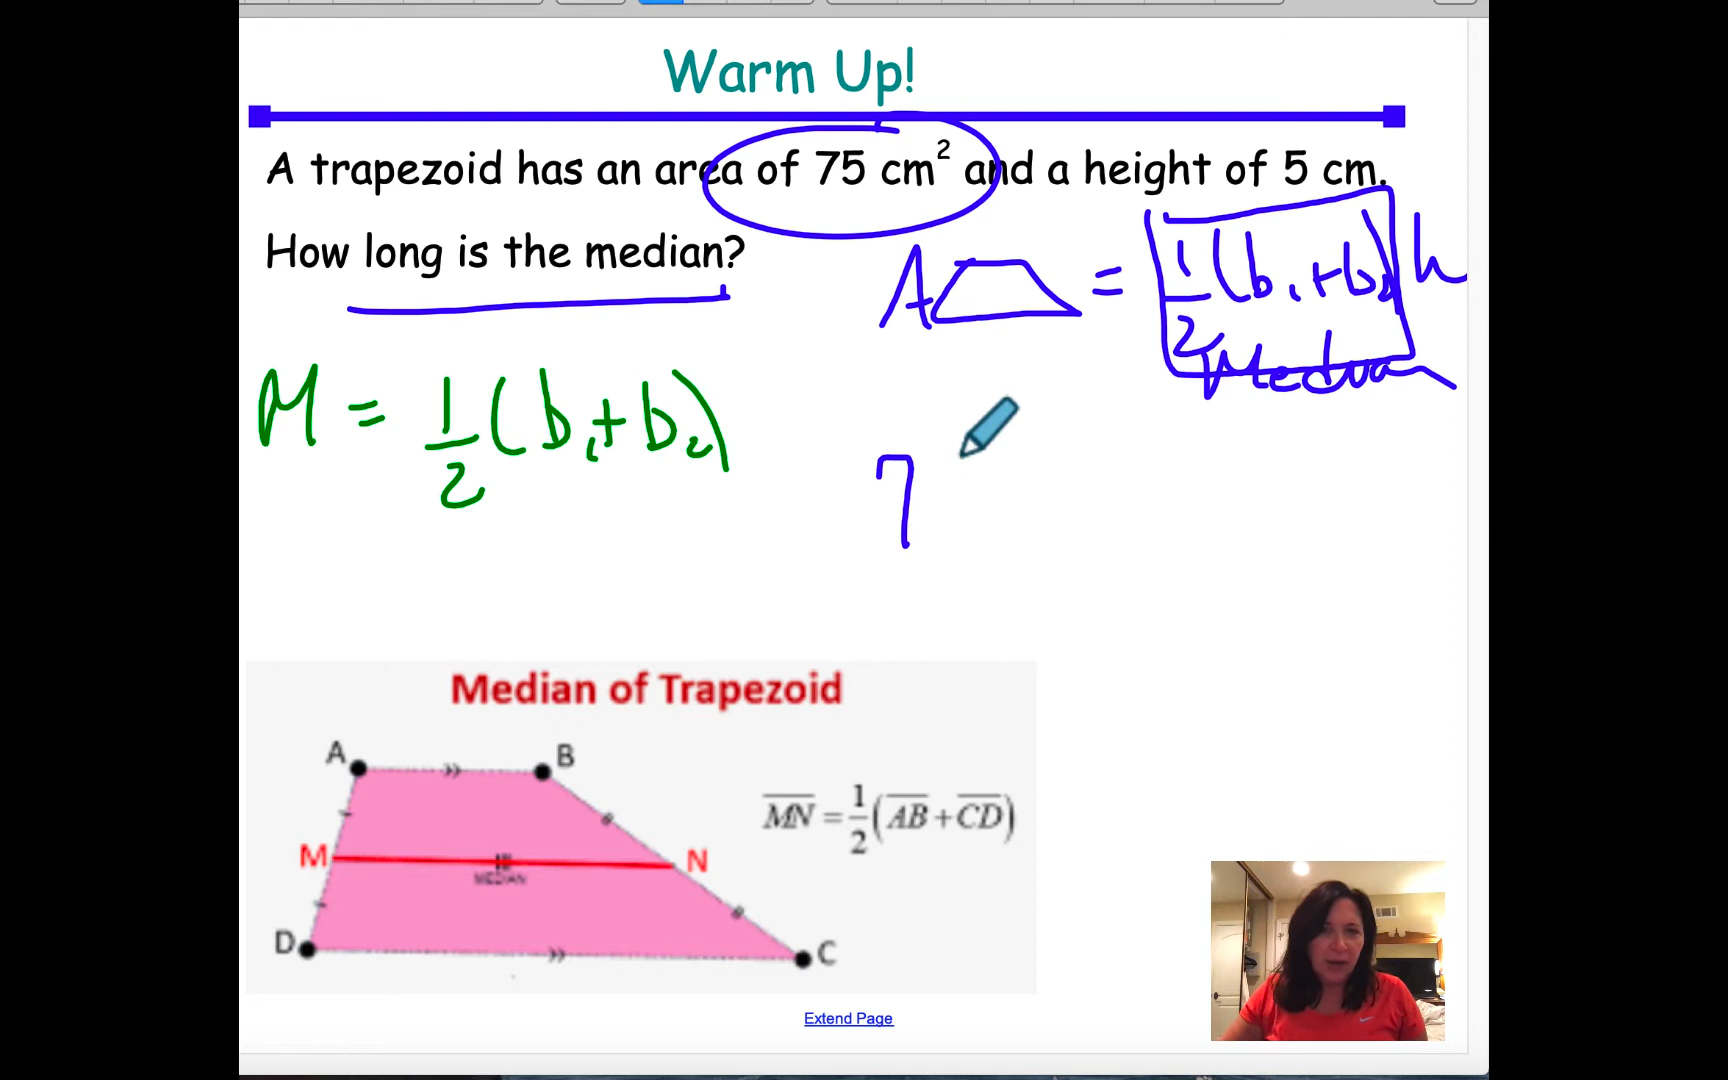 Warm Up!
A trapezoid has an area of 75 cm² and a height of 5 cm.
How long is the median?
A = 1/2 (b₁+b₂) h
Median
M = 1/2 (b₁+b₂)
7
Median of Trapezoid
A
B
MN = 1/2 (AB + CD)
M
N
MEDIAN
D
C
Extend Page